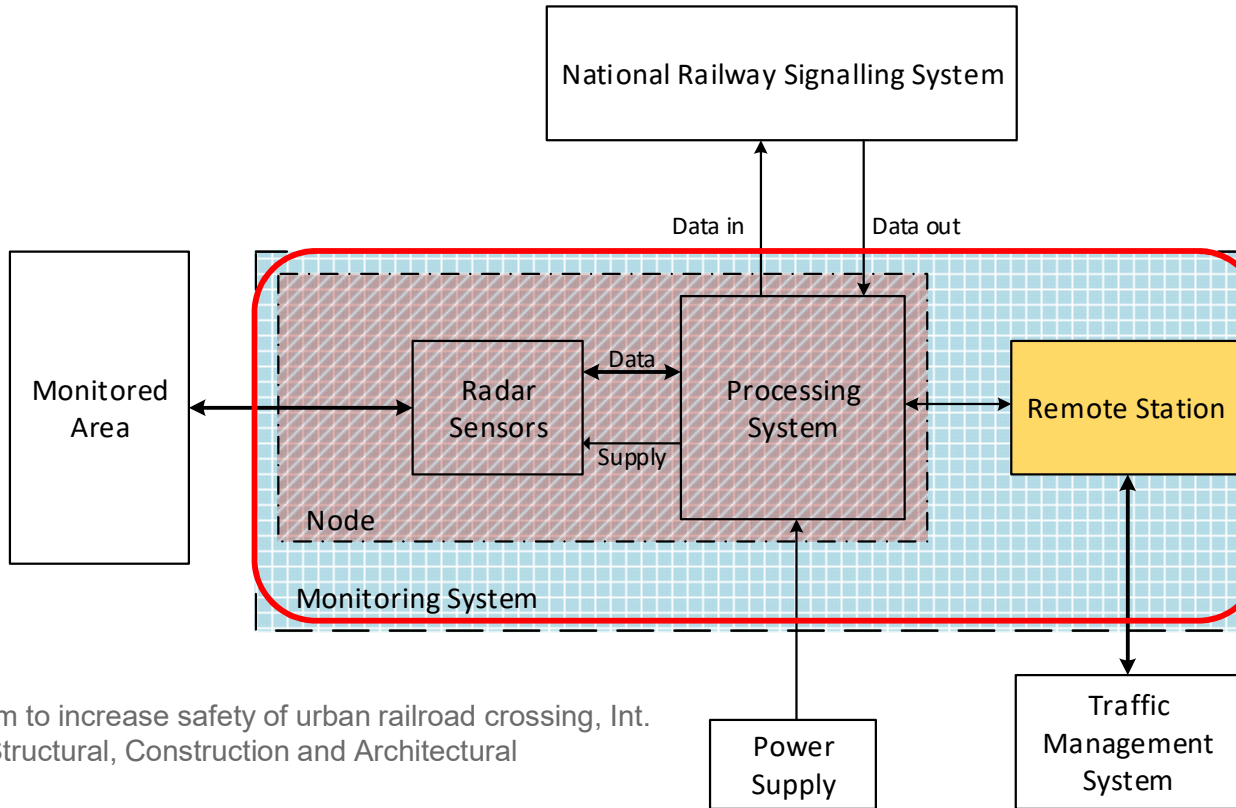 National Railway Signalling System
Data in
Data out
Monitored
Area
Radar
Sensors
Data
Supply
Processing
System
Remote Station
Node
Monitoring System
m to increase safety of urban railroad crossing, Int.
Structural, Construction and Architectural
Power
Supply
Traffic
Management
System